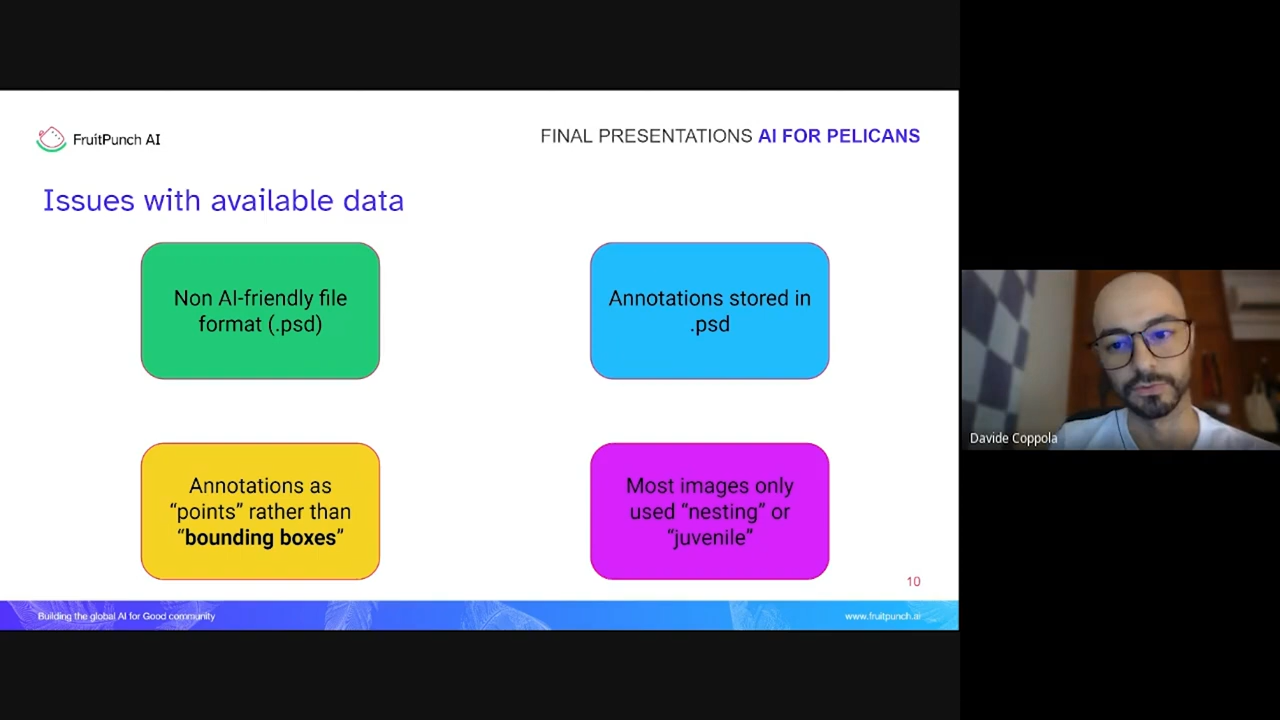 FruitPunch AI
FINAL PRESENTATIONS AI FOR PELICANS
Issues with available data
Non AI-friendly file
format (.psd)
Annotations stored in
.psd
Annotations as
“points” rather than
“bounding boxes”
Most images only
used “nesting” or
“juvenile”
10
Building the global AI for Good community
www.fruitpunch.ai
Davide Coppola